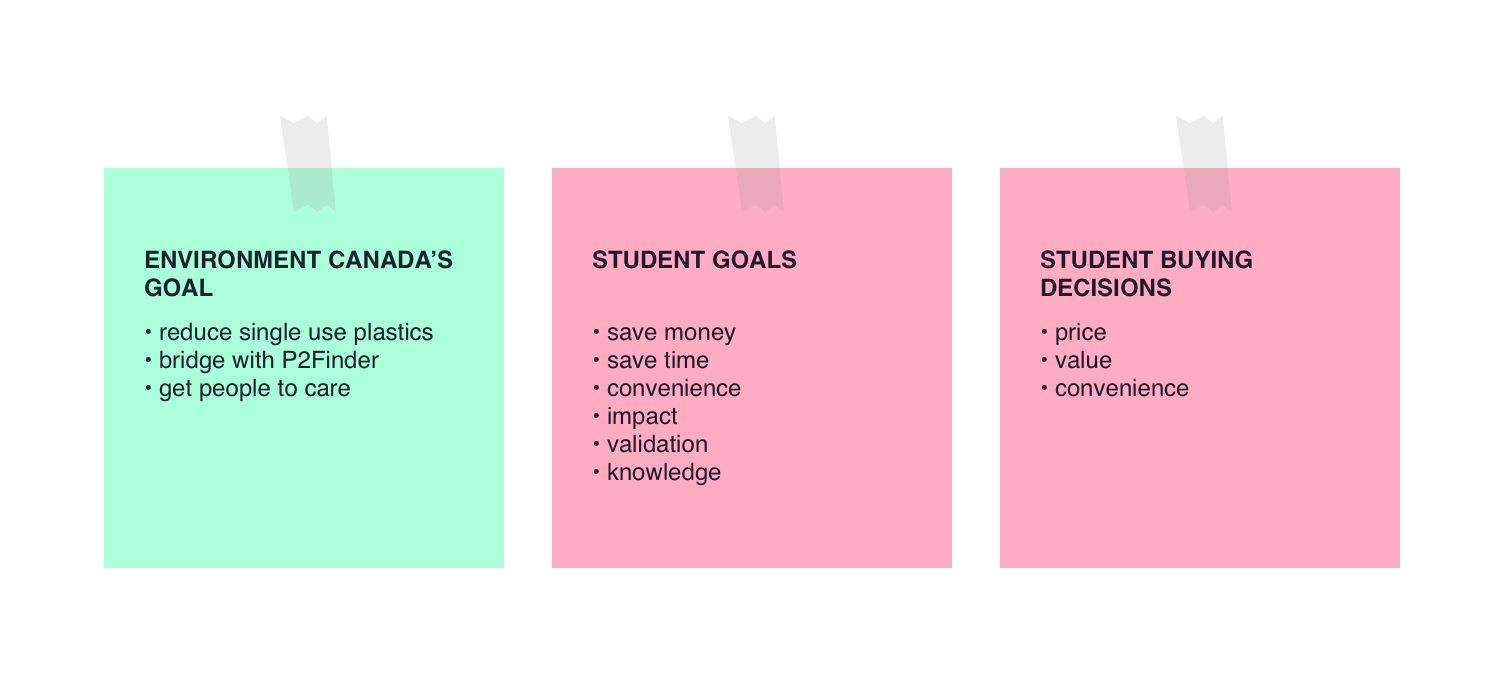 ENVIRONMENT CANADA’S
GOAL
• reduce single use plastics
• bridge with P2Finder
• get people to care
STUDENT GOALS
• save money
• save time
• convenience
• impact
• validation
• knowledge
STUDENT BUYING
DECISIONS
• price
• value
• convenience